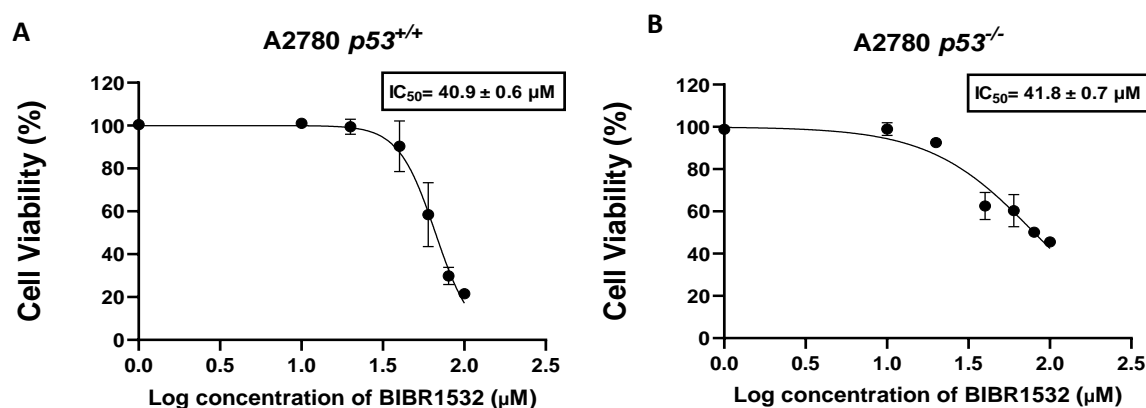 A
A2780 p53+/+
IC50= 40.9 ± 0.6 µM
Cell Viability (%)
120
100
80
60
40
20
0
0.0 0.5 1.0 1.5 2.0 2.5
Log concentration of BIBR1532 (µM)
B
A2780 p53-/-
IC50= 41.8 ± 0.7 µM
Cell Viability (%)
120
100
80
60
40
20
0
0.0 0.5 1.0 1.5 2.0 2.5
Log concentration of BIBR1532 (µM)